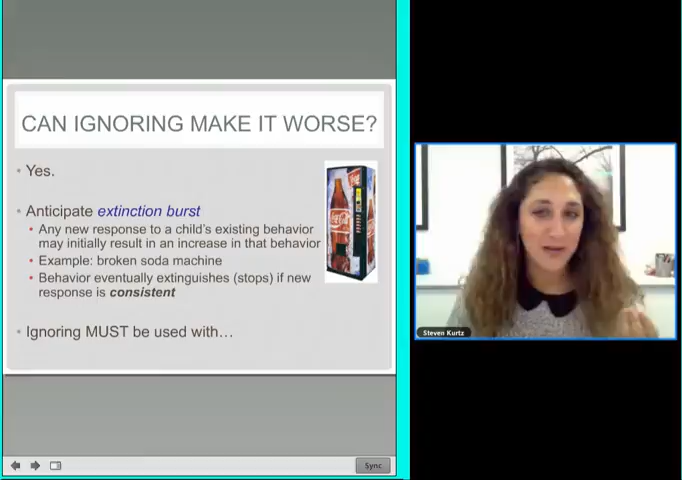 CAN IGNORING MAKE IT WORSE?
Yes.
Anticipate extinction burst
Any new response to a child's existing behavior
may initially result in an increase in that behavior
Example: broken soda machine
Behavior eventually extinguishes (stops) if new
response is consistent
Ignoring MUST be used with…
Coca-Cola
Steven Kurtz
Sync